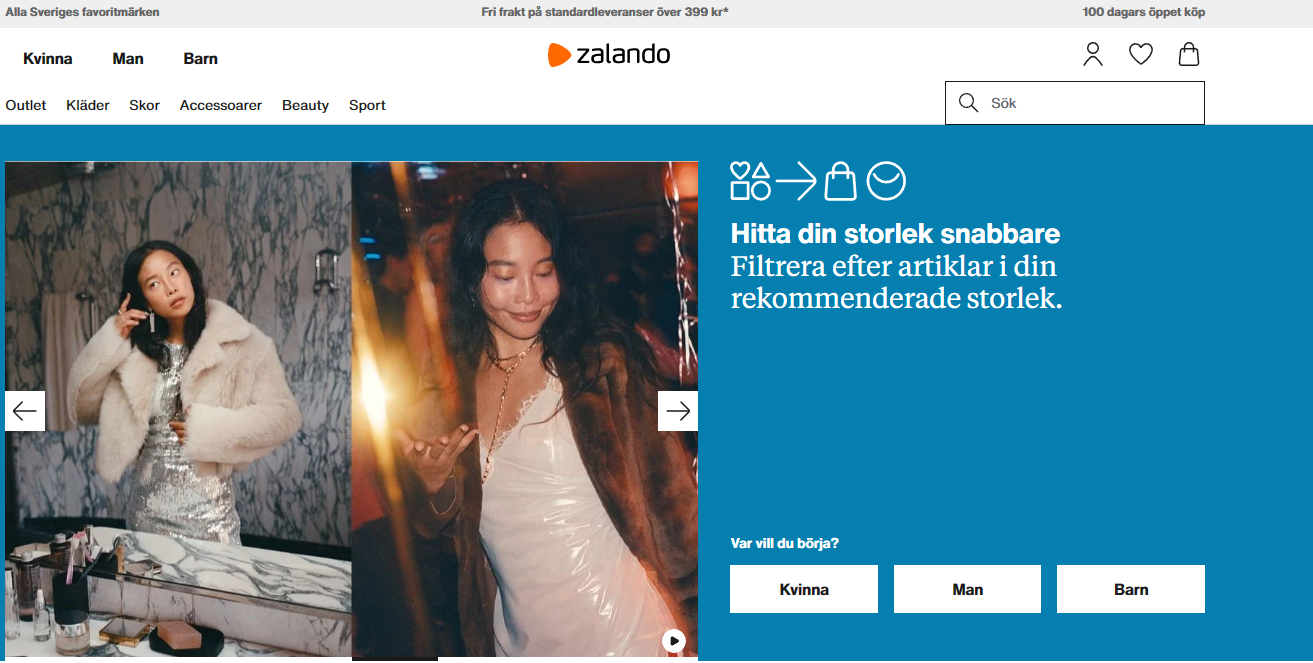 Alla Sveriges favoritmärken
Fri frakt på standardleveranser över 399 kr*
100 dagars öppet köp
Kvinna
Man
Barn
zalando
Outlet
Kläder
Skor
Accessoarer
Beauty
Sport
Sök
Hitta din storlek snabbare
Filtrera efter artiklar i din
rekommenderade storlek.
Var vill du börja?
Kvinna
Man
Barn